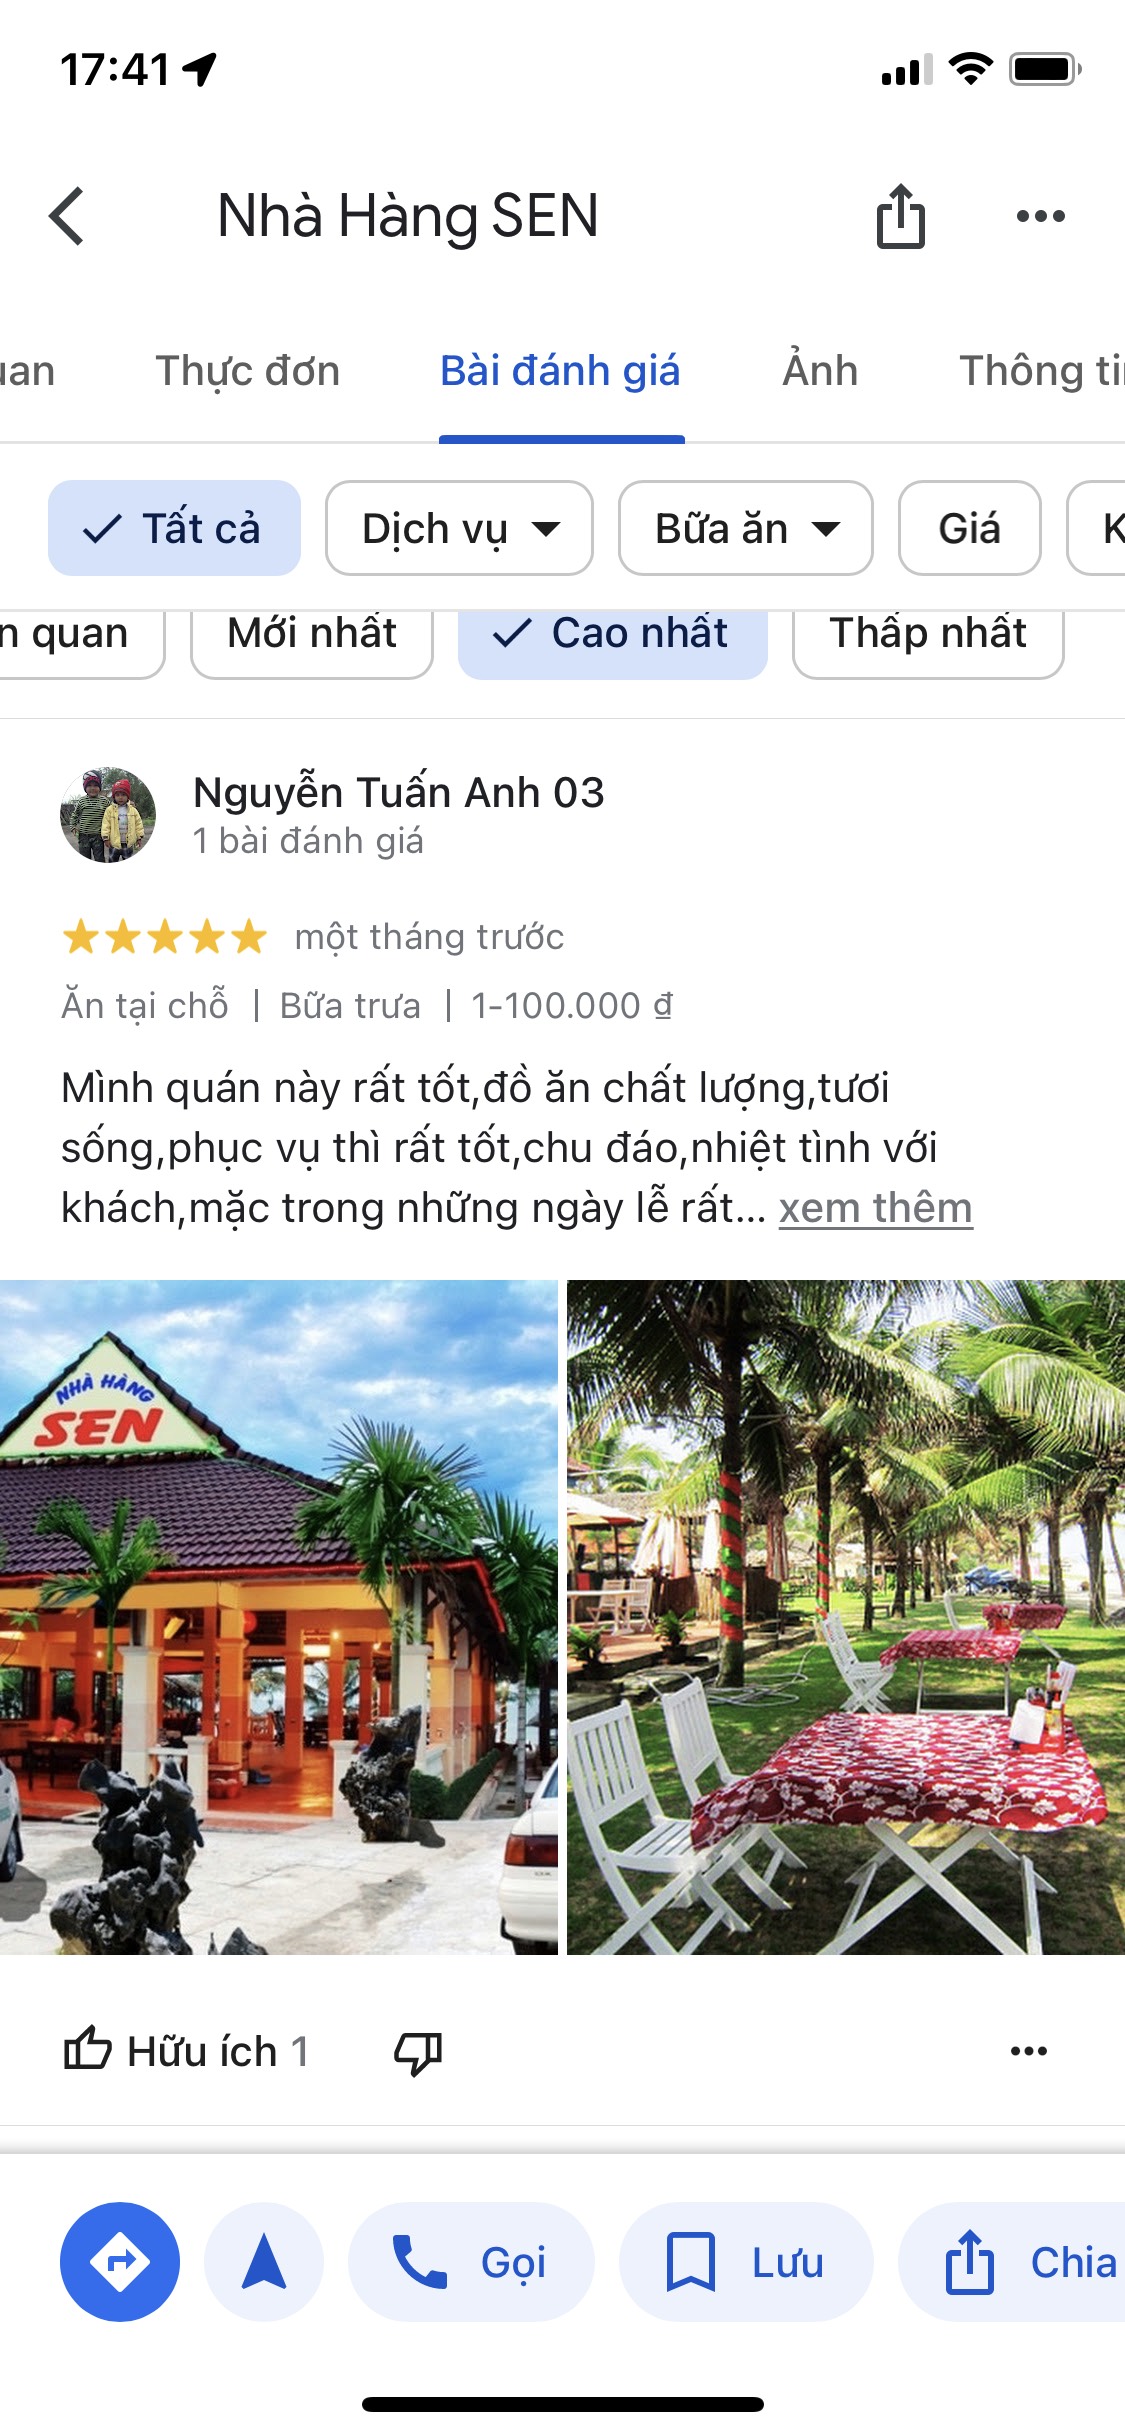 17:41
Nhà Hàng SEN
uan Thực đơn Bài đánh giá Ảnh Thông ti
Tất cả Dịch vụ Bữa ăn Giá K
n quan Mới nhất Cao nhất Thấp nhất
Nguyễn Tuấn Anh 03
1 bài đánh giá
một tháng trước
Ăn tại chỗ | Bữa trưa | 1-100.000 ₫
Mình quán này rất tốt,đồ ăn chất lượng,tươi
sống,phục vụ thì rất tốt,chu đáo,nhiệt tình với
khách,mặc trong những ngày lễ rất... xem thêm
NHÀ HÀNG
SEN
Hữu ích 1
Gọi Lưu Chia